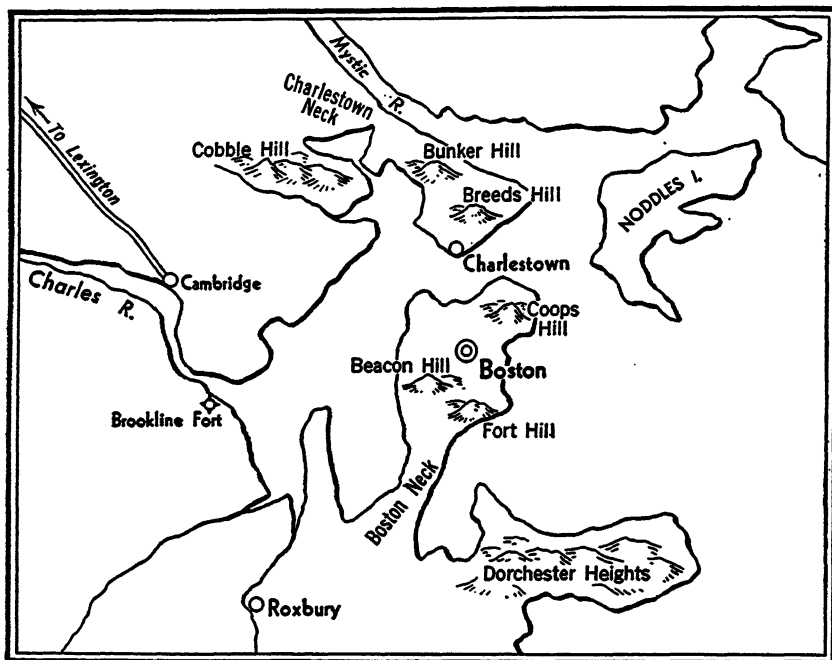 Mystic R.
Charlestown
Neck
To Lexington
Cobble Hill
Bunker Hill
Breeds Hill
NODDLES I.
Charlestown
Cambridge
Charles R.
Coops
Hill
Boston
Beacon Hill
Brookline Fort
Fort Hill
Boston Neck
Dorchester Heights
Roxbury